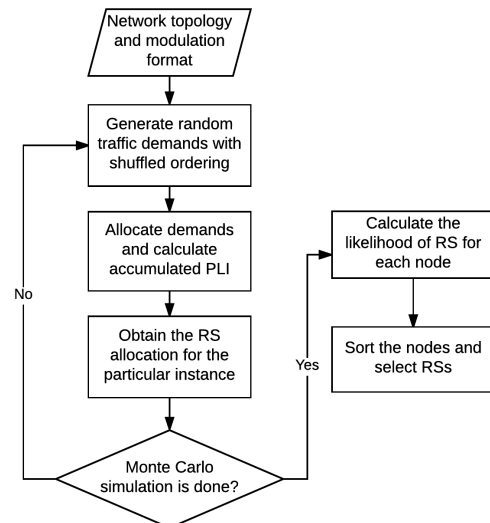 Network topology
and modulation
format
Generate random
traffic demands with
shuffled ordering
Allocate demands
and calculate
accumulated PLI
Obtain the RS
allocation for the
particular instance
Monte Carlo
simulation is done?
No
Yes
Calculate the
likelihood of RS for
each node
Sort the nodes and
select RSs